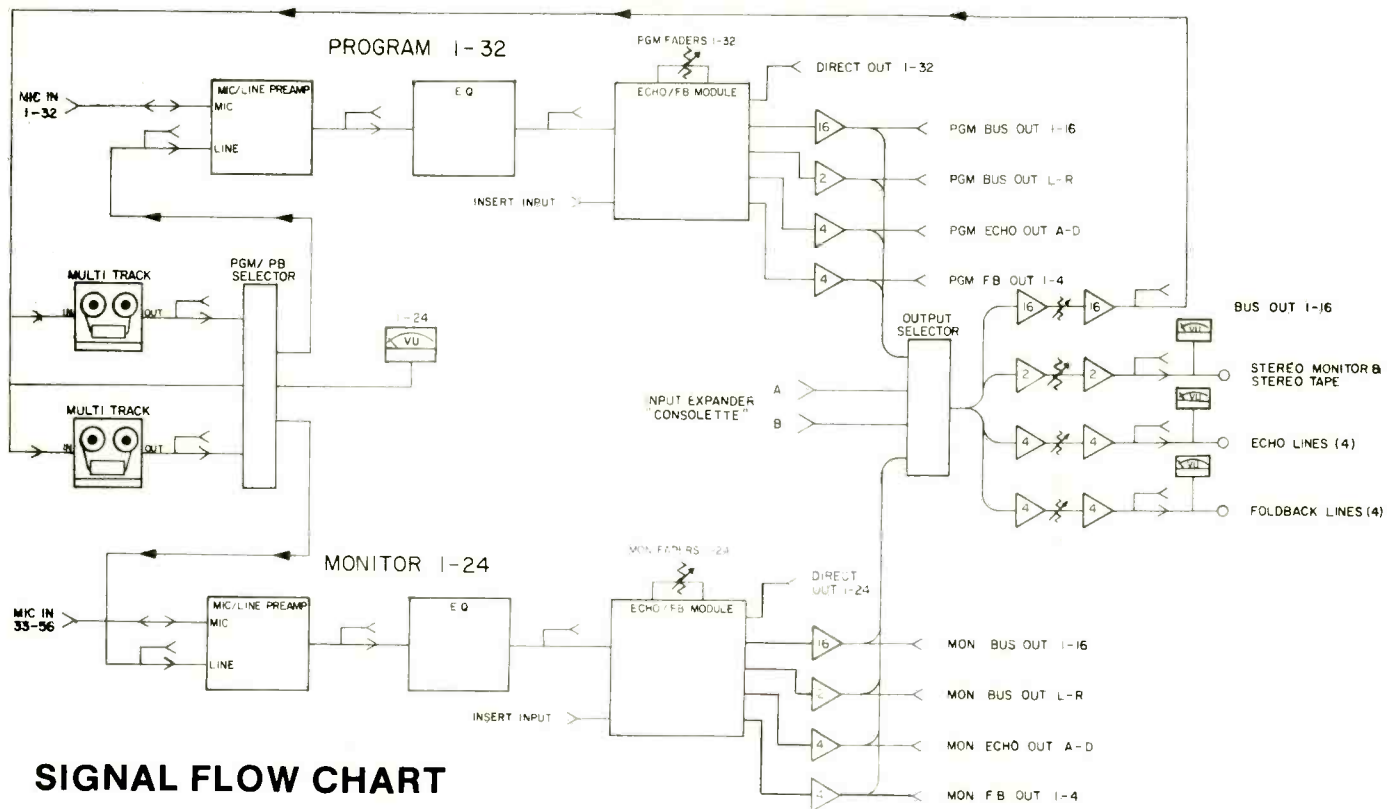 PROGRAM 1-32
PGM FADERS 1-32
DIRECT OUT 1-32
MIC IN
1-32
MIC/LINE PREAMP
MIC
LINE
EQ
ECHO/FB MODULE
INSERT INPUT
16
PGM BUS OUT 1-16
2
PGM BUS OUT L-R
4
PGM ECHO OUT A-D
4
PGM FB OUT 1-4
MULTI TRACK
IN
OUT
PGM/PB
SELECTOR
1-24
VU
MULTI TRACK
IN
OUT
INPUT EXPANDER
"CONSOLETTE"
A
B
OUTPUT
SELECTOR
16
16
BUS OUT 1-16
VU
2
2
STEREO MONITOR &
STEREO TAPE
VU
4
4
ECHO LINES (4)
VU
4
4
FOLDBACK LINES (4)
MONITOR 1-24
MON FADERS 1-24
DIRECT
OUT 1-24
MIC IN
33-56
MIC/LINE PREAMP
MIC
LINE
EQ
ECHO/FB MODULE
INSERT INPUT
16
MON BUS OUT 1-16
2
MON BUS OUT L-R
4
MON ECHO OUT A-D
4
MON FB OUT 1-4
SIGNAL FLOW CHART